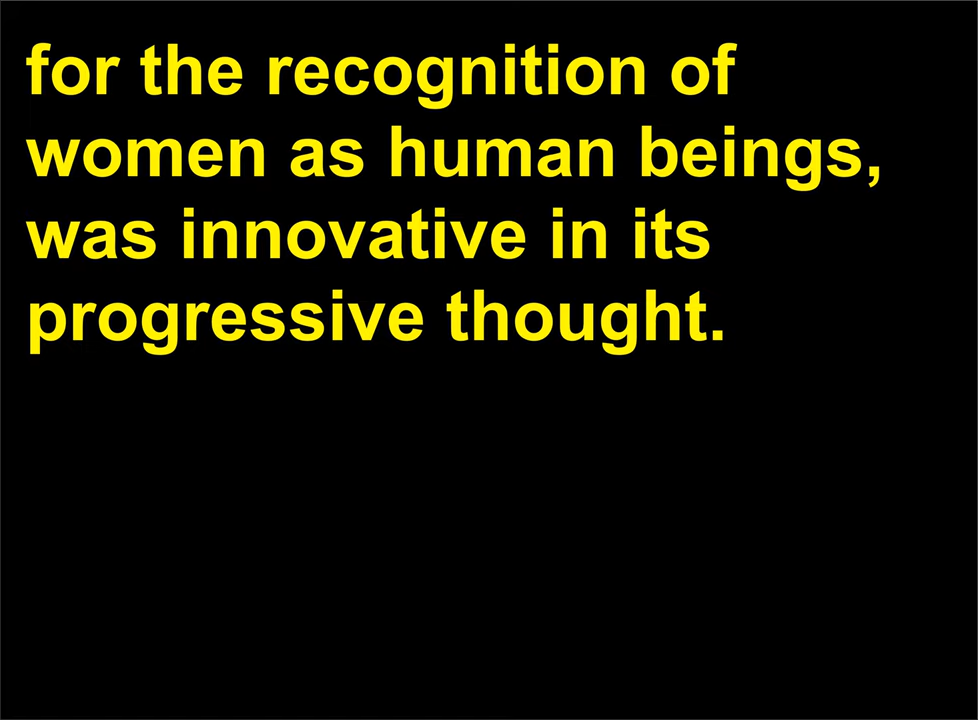 for the recognition of
women as human beings,
was innovative in its
progressive thought.